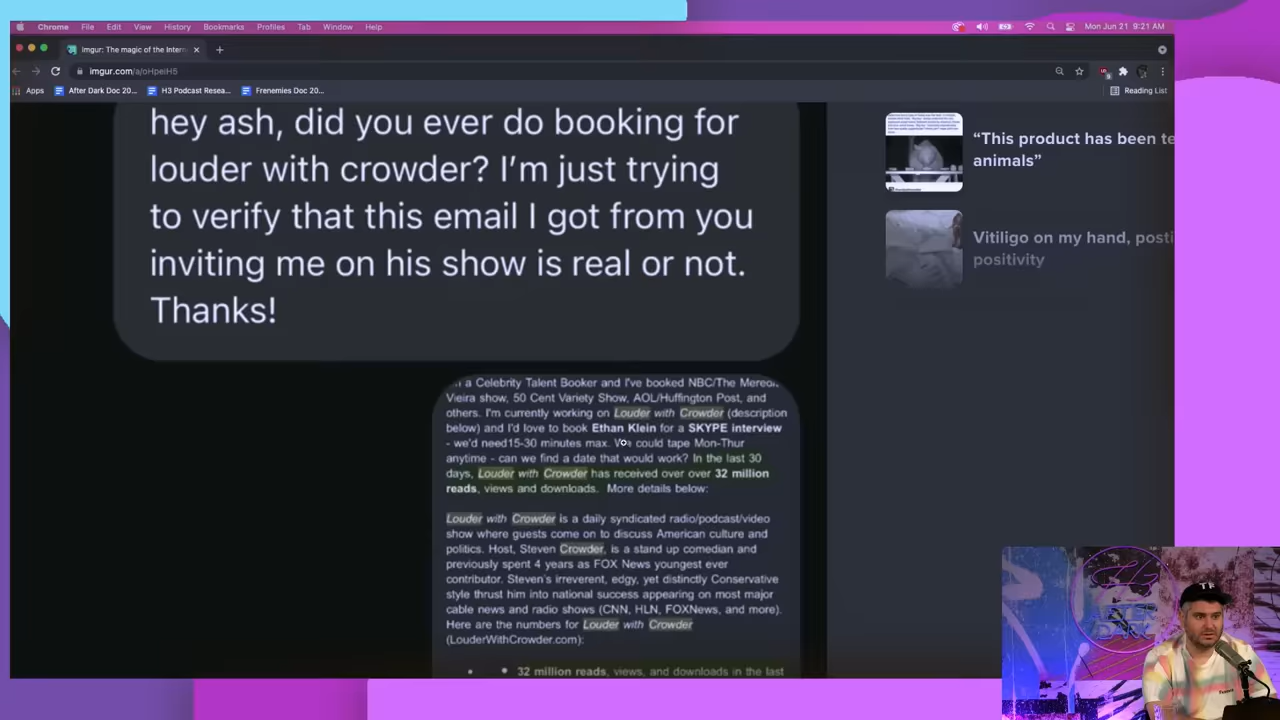 Chrome File Edit View History Bookmarks Profiles Tab Window Help
Mon Jun 21 9:21 AM
Imgur: The magic of the Intern
imgur.com/a/oHpeiH5
Apps After Dark Doc 20... H3 Podcast Resea... Frenemies Doc 20...
Reading List
hey ash, did you ever do booking for
louder with crowder? I’m just trying
to verify that this email I got from you
inviting me on his show is real or not.
Thanks!
a Celebrity Talent Booker and I've booked NBC/The Meredi
Vieira show, 50 Cent Variety Show, AOL/Huffington Post, and
others. I'm currently working on Louder with Crowder (description
below) and I'd love to book Ethan Klein for a SKYPE interview
- we'd need15-30 minutes max. We could tape Mon-Thur
anytime - can we find a date that would work? In the last 30
days, Louder with Crowder has received over over 32 million
reads, views and downloads. More details below:
Louder with Crowder is a daily syndicated radio/podcast/video
show where guests come on to discuss American culture and
politics. Host, Steven Crowder, is a stand up comedian and
previously spent 4 years as FOX News youngest ever
contributor. Steven's irreverent, edgy, yet distinctly Conservative
style thrust him into national success appearing on most major
cable news and radio shows (CNN, HLN, FOXNews, and more).
Here are the numbers for Louder with Crowder
(LouderWithCrowder.com):
• • 32 million reads, views, and downloads in the last
“This product has been te
animals”
Vitiligo on my hand, posti
positivity
AFTER
DARK